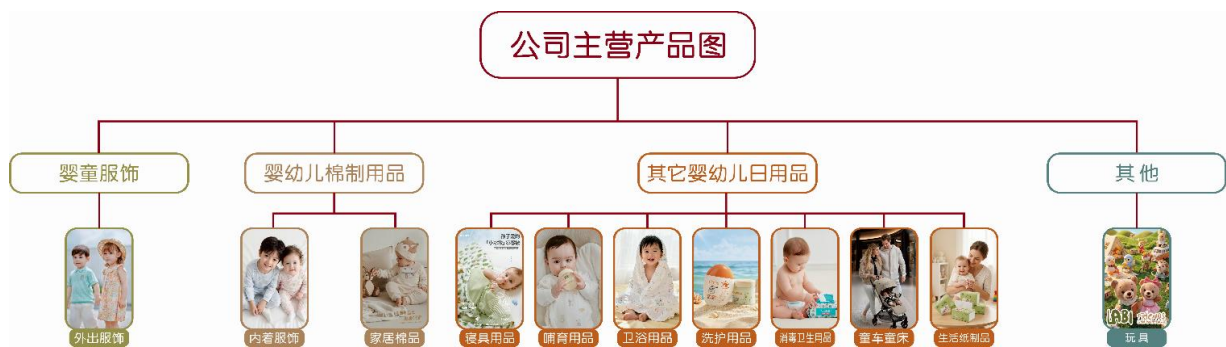 公司主营产品图
婴童服饰
婴幼儿棉制用品
其它婴幼儿日用品
其他
外出服饰
内着服饰
家居棉品
寝具用品
哺育用品
卫浴用品
洗护用品
消毒卫生用品
童车童床
生活纸制品
LABI
玩具